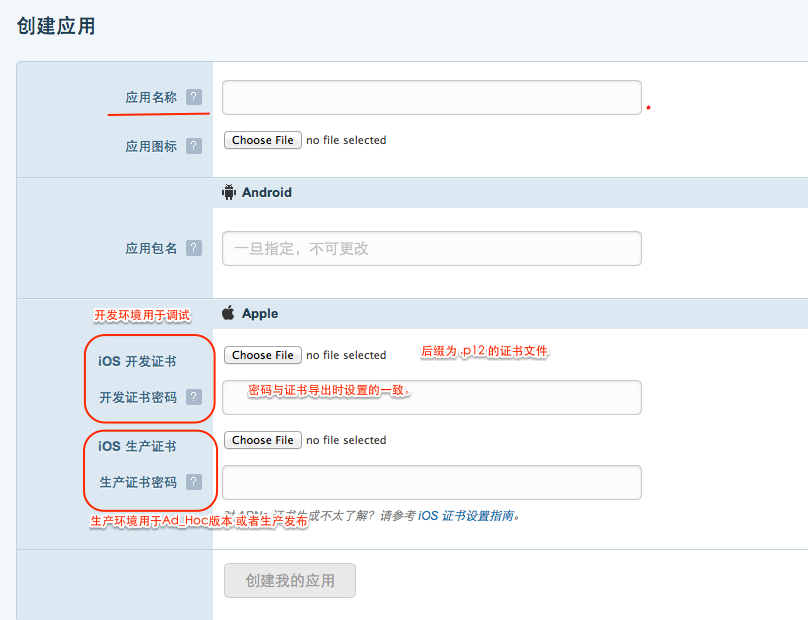 创建应用
应用名称 ?
*
应用图标 ?
Choose File no file selected
Android
应用包名 ?
一旦指定，不可更改
开发环境用于调试
Apple
iOS 开发证书
Choose File no file selected
后缀为 .p12 的证书文件
开发证书密码 ?
密码与证书导出时设置的一致。
iOS 生产证书
Choose File no file selected
生产证书密码 ?
生产环境用于Ad_Hoc版本 或者生产发布
对 APNs 证书生成不太了解？请参考 iOS 证书设置指南。
创建我的应用